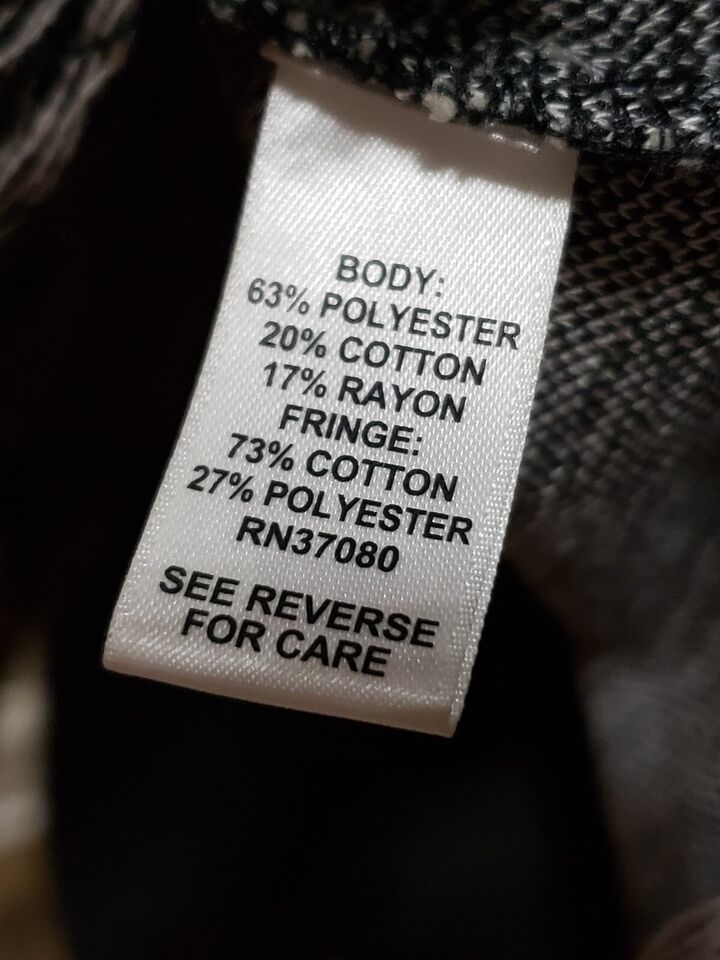 BODY:
63% POLYESTER
20% COTTON
17% RAYON
FRINGE:
73% COTTON
27% POLYESTER
RN37080
SEE REVERSE
FOR CARE